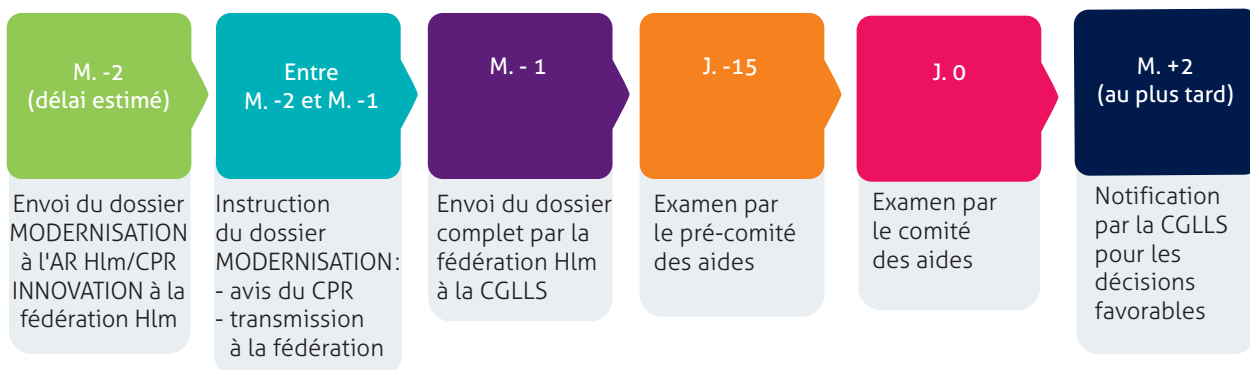 M. -2
(délai estimé)
Envoi du dossier
MODERNISATION
à l'AR Hlm/CPR
INNOVATION à la
fédération Hlm
Entre
M. -2 et M. -1
Instruction
du dossier
MODERNISATION:
- avis du CPR
- transmission
à la fédération
M. - 1
Envoi du dossier
complet par la
fédération Hlm
à la CGLLS
J. -15
Examen par
le pré-comité
des aides
J. 0
Examen par
le comité
des aides
M. +2
(au plus tard)
Notification
par la CGLLS
pour les
décisions
favorables